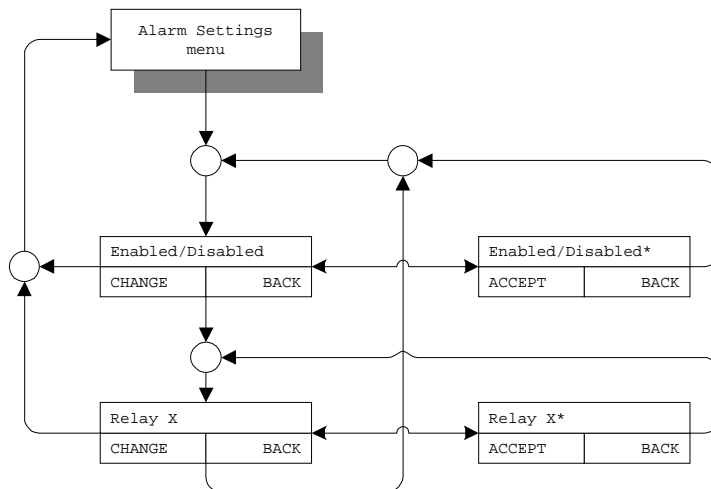 Alarm Settings
menu
Enabled/Disabled
CHANGE BACK
Enabled/Disabled*
ACCEPT BACK
Relay X
CHANGE BACK
Relay X*
ACCEPT BACK